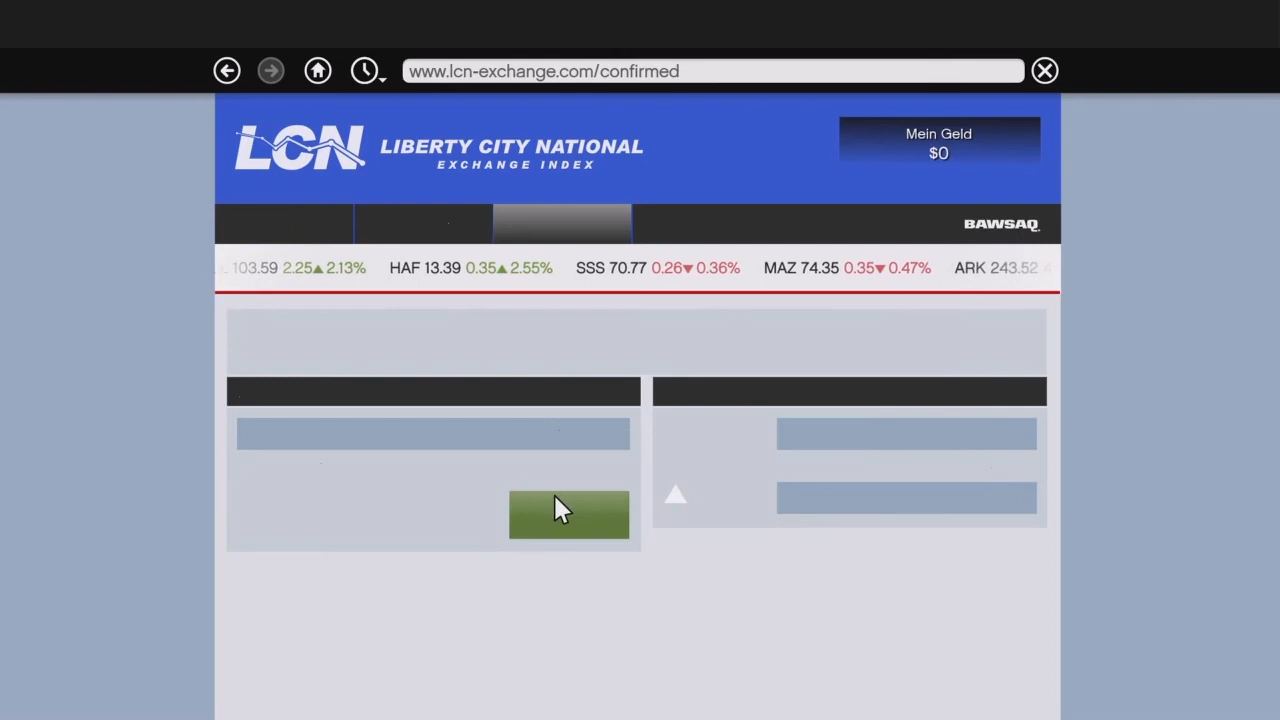 www.lcn-exchange.com/confirmed
LCN LIBERTY CITY NATIONAL
EXCHANGE INDEX
Mein Geld
$0
BAWSAQ
103.59 2.25▲2.13% HAF 13.39 0.35▲2.55% SSS 70.77 0.26▼0.36% MAZ 74.35 0.35▼0.47% ARK 243.52